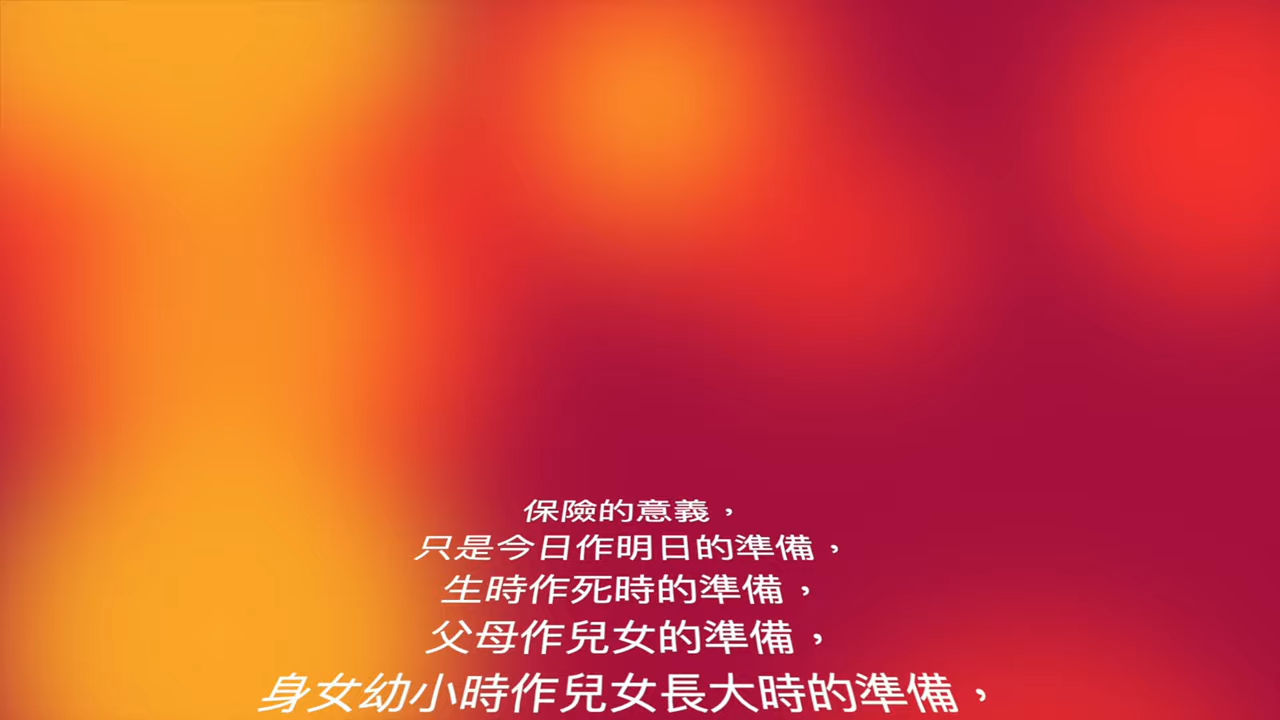 保險的意義，
只是今日作明日的準備，
生時作死時的準備，
父母作兒女的準備，
身女幼小時作兒女長大時的準備，